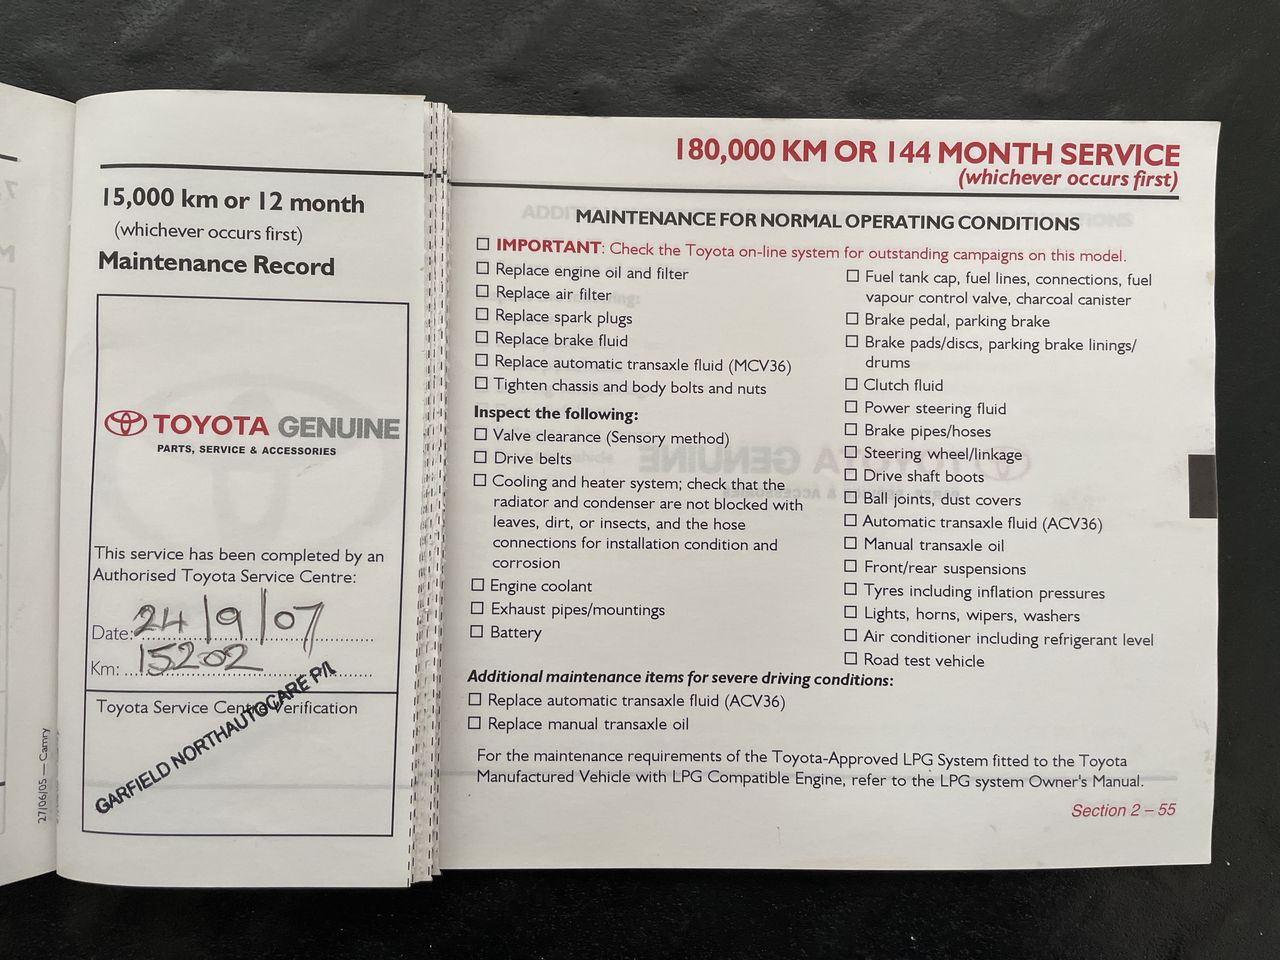 15,000 km or 12 month
(whichever occurs first)
Maintenance Record
TOYOTA GENUINE
PARTS, SERVICE & ACCESSORIES
This service has been completed by an
Authorised Toyota Service Centre:
Date: 24/9/07
Km: 15202
Toyota Service Centre Verification
GARFIELD NORTH AUTOCARE P/L
27/06/05 — Camry
180,000 KM OR 144 MONTH SERVICE
(whichever occurs first)
MAINTENANCE FOR NORMAL OPERATING CONDITIONS
IMPORTANT: Check the Toyota on-line system for outstanding campaigns on this model.
Replace engine oil and filter
Replace air filter
Replace spark plugs
Replace brake fluid
Replace automatic transaxle fluid (MCV36)
Tighten chassis and body bolts and nuts
Inspect the following:
Valve clearance (Sensory method)
Drive belts
Cooling and heater system; check that the
radiator and condenser are not blocked with
leaves, dirt, or insects, and the hose
connections for installation condition and
corrosion
Engine coolant
Exhaust pipes/mountings
Battery
Fuel tank cap, fuel lines, connections, fuel
vapour control valve, charcoal canister
Brake pedal, parking brake
Brake pads/discs, parking brake linings/
drums
Clutch fluid
Power steering fluid
Brake pipes/hoses
Steering wheel/linkage
Drive shaft boots
Ball joints, dust covers
Automatic transaxle fluid (ACV36)
Manual transaxle oil
Front/rear suspensions
Tyres including inflation pressures
Lights, horns, wipers, washers
Air conditioner including refrigerant level
Road test vehicle
Additional maintenance items for severe driving conditions:
Replace automatic transaxle fluid (ACV36)
Replace manual transaxle oil
For the maintenance requirements of the Toyota-Approved LPG System fitted to the Toyota
Manufactured Vehicle with LPG Compatible Engine, refer to the LPG system Owner's Manual.
Section 2 – 55